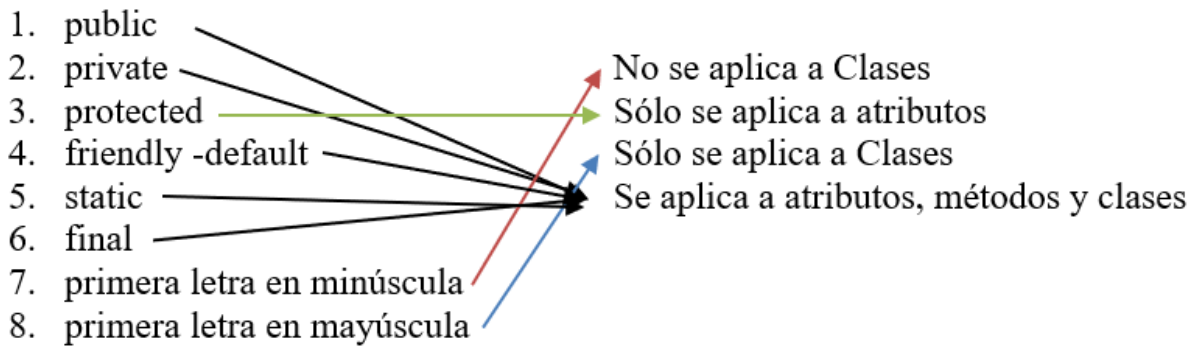 1. public
2. private
3. protected
4. friendly -default
5. static
6. final
7. primera letra en minúscula
8. primera letra en mayúscula
No se aplica a Clases
Sólo se aplica a atributos
Sólo se aplica a Clases
Se aplica a atributos, métodos y clases